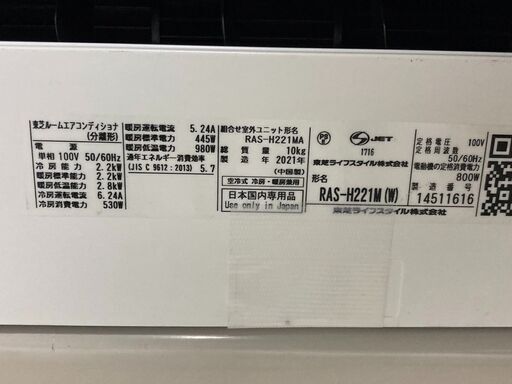 東芝ルームエアコンディショナ
(分離形)
電源
単相 100V 50/60Hz
冷房能力 2.2kW
暖房標準能力 2.2kW
暖房低温能力 2.8kW
冷房運転電流 6.24A
冷房消費電力 530W
暖房運転電流 5.24A
暖房標準消費電力 445W
暖房低温消費電力 980W
通年エネルギー消費効率
(JIS C 9612:2013) 5.7
組合せ室外ユニット形名
RAS-H221MA
総質量 10kg
製造年 2021年
(中国製)
空冷式 冷房・暖房兼用
日本国内専用品
Use only in Japan
PS E
JET
1716
東芝ライフスタイル株式会社
形名
RAS-H221M(W)
東芝ライフスタイル株式会社
定格電圧 100V
定格周波数
50/60Hz
電動機の定格消費電力
800W
製造番号
14511616